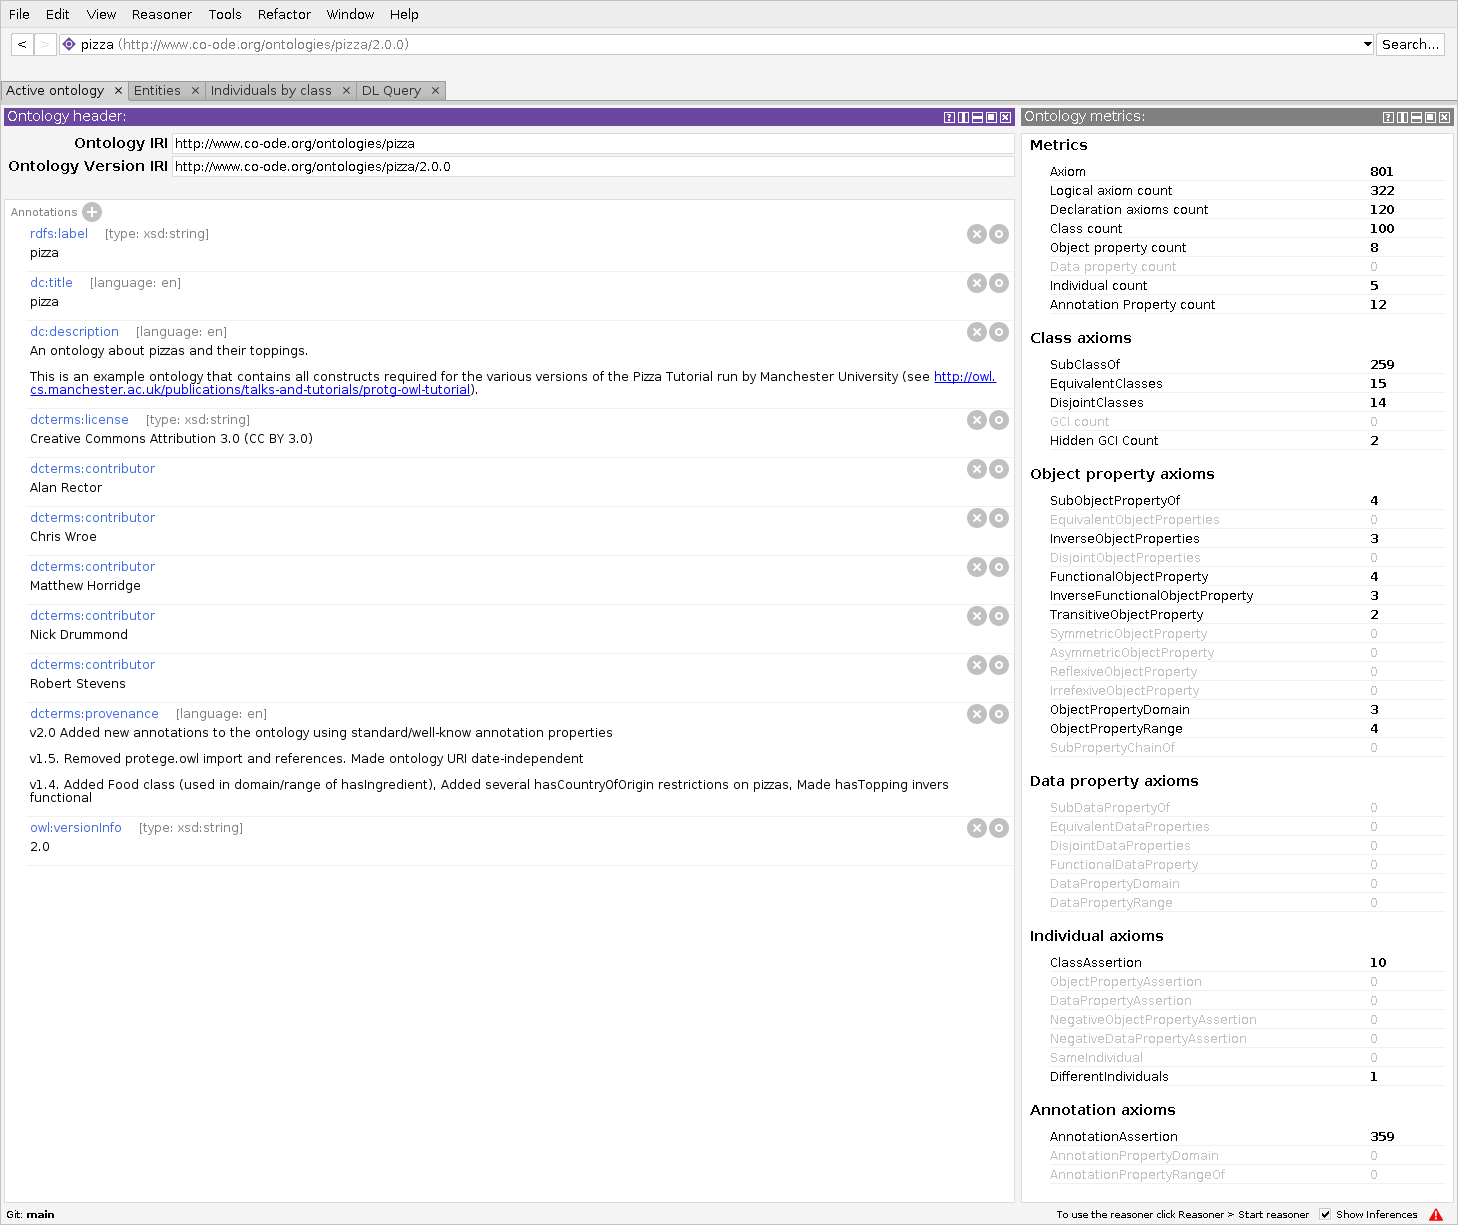 File Edit View Reasoner Tools Refactor Window Help
< > pizza (http://www.co-ode.org/ontologies/pizza/2.0.0) Search...
Active ontology × Entities × Individuals by class × DL Query ×
Ontology header:
Ontology IRI http://www.co-ode.org/ontologies/pizza
Ontology Version IRI http://www.co-ode.org/ontologies/pizza/2.0.0
Annotations
rdfs:label [type: xsd:string]
pizza
dc:title [language: en]
pizza
dc:description [language: en]
An ontology about pizzas and their toppings.
This is an example ontology that contains all constructs required for the various versions of the Pizza Tutorial run by Manchester University (see http://owl.
cs.manchester.ac.uk/publications/talks-and-tutorials/protg-owl-tutorial).
dcterms:license [type: xsd:string]
Creative Commons Attribution 3.0 (CC BY 3.0)
dcterms:contributor
Alan Rector
dcterms:contributor
Chris Wroe
dcterms:contributor
Matthew Horridge
dcterms:contributor
Nick Drummond
dcterms:contributor
Robert Stevens
dcterms:provenance [language: en]
v2.0 Added new annotations to the ontology using standard/well-know annotation properties
v1.5. Removed protege.owl import and references. Made ontology URI date-independent
v1.4. Added Food class (used in domain/range of hasIngredient), Added several hasCountryOfOrigin restrictions on pizzas, Made hasTopping invers
functional
owl:versionInfo [type: xsd:string]
2.0
Ontology metrics:
Metrics
Axiom 801
Logical axiom count 322
Declaration axioms count 120
Class count 100
Object property count 8
Data property count 0
Individual count 5
Annotation Property count 12
Class axioms
SubClassOf 259
EquivalentClasses 15
DisjointClasses 14
GCI count 0
Hidden GCI Count 2
Object property axioms
SubObjectPropertyOf 4
EquivalentObjectProperties 0
InverseObjectProperties 3
DisjointObjectProperties 0
FunctionalObjectProperty 4
InverseFunctionalObjectProperty 3
TransitiveObjectProperty 2
SymmetricObjectProperty 0
AsymmetricObjectProperty 0
ReflexiveObjectProperty 0
IrrefexiveObjectProperty 0
ObjectPropertyDomain 3
ObjectPropertyRange 4
SubPropertyChainOf 0
Data property axioms
SubDataPropertyOf 0
EquivalentDataProperties 0
DisjointDataProperties 0
FunctionalDataProperty 0
DataPropertyDomain 0
DataPropertyRange 0
Individual axioms
ClassAssertion 10
ObjectPropertyAssertion 0
DataPropertyAssertion 0
NegativeObjectPropertyAssertion 0
NegativeDataPropertyAssertion 0
SameIndividual 0
DifferentIndividuals 1
Annotation axioms
AnnotationAssertion 359
AnnotationPropertyDomain 0
AnnotationPropertyRangeOf 0
Git: main
To use the reasoner click Reasoner > Start reasoner Show Inferences